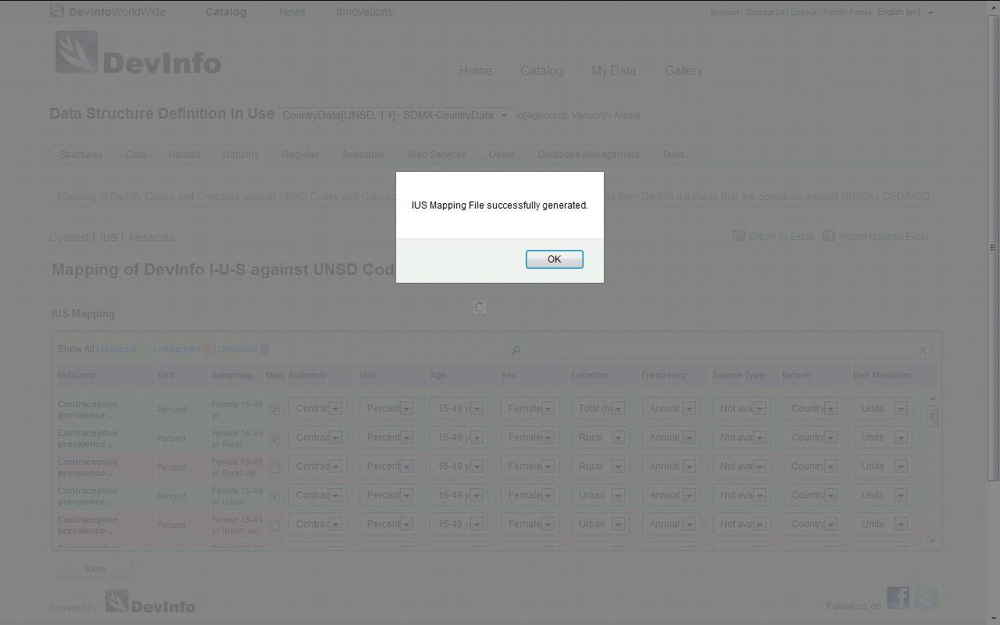 DevInfoWorldWide Catalog News Innovations Support | Contact Us | Logout | Admin Panel English [en]
DevInfo
Home Catalog My Data Gallery
Data Structure Definition In Use CountryData[UNSD, 1.4] - SDMX-CountryData Id[AgencyId, Version] - Name
Structures Data Upload Mapping Register Subscribe Web Services Users Database Management Tools
Mapping of DevInfo Codes and Concepts against UNSD Codes and Concep rts from DevInfo database that are compliant against UNSD\'s DSD/MSD.
IUS Mapping File successfully generated.
OK
Codelist | IUS | Metadata Export To Excel Import Mapped Excel
Mapping of DevInfo I-U-S against UNSD Cod
IUS Mapping
Show All | Mapped | UnMapped | UnSaved
Indicator Unit Subgroup Map Indicator Unit Age Sex Location Frequency Source Type Nature Unit Multiplier
Contraceptive prevalence .. Percent Female 15-49 yr Contrac Percent 15-49 y Female Total (n Annual Not ava Country Units
Contraceptive prevalence .. Percent Female 15-49 yr Rural Contrac Percent 15-49 y Female Rural Annual Not ava Country Units
Contraceptive prevalence .. Percent Female 15-49 yr Rural usi.. Contrac Percent 15-49 y Female Rural Annual Not ava Country Units
Contraceptive prevalence .. Percent Female 15-49 yr Urban Contrac Percent 15-49 y Female Urban Annual Not ava Country Units
Contraceptive prevalence .. Percent Female 15-49 yr Urban usi.. Contrac Percent 15-49 y Female Urban Annual Not ava Country Units
Save
Powered by DevInfo Follow us on